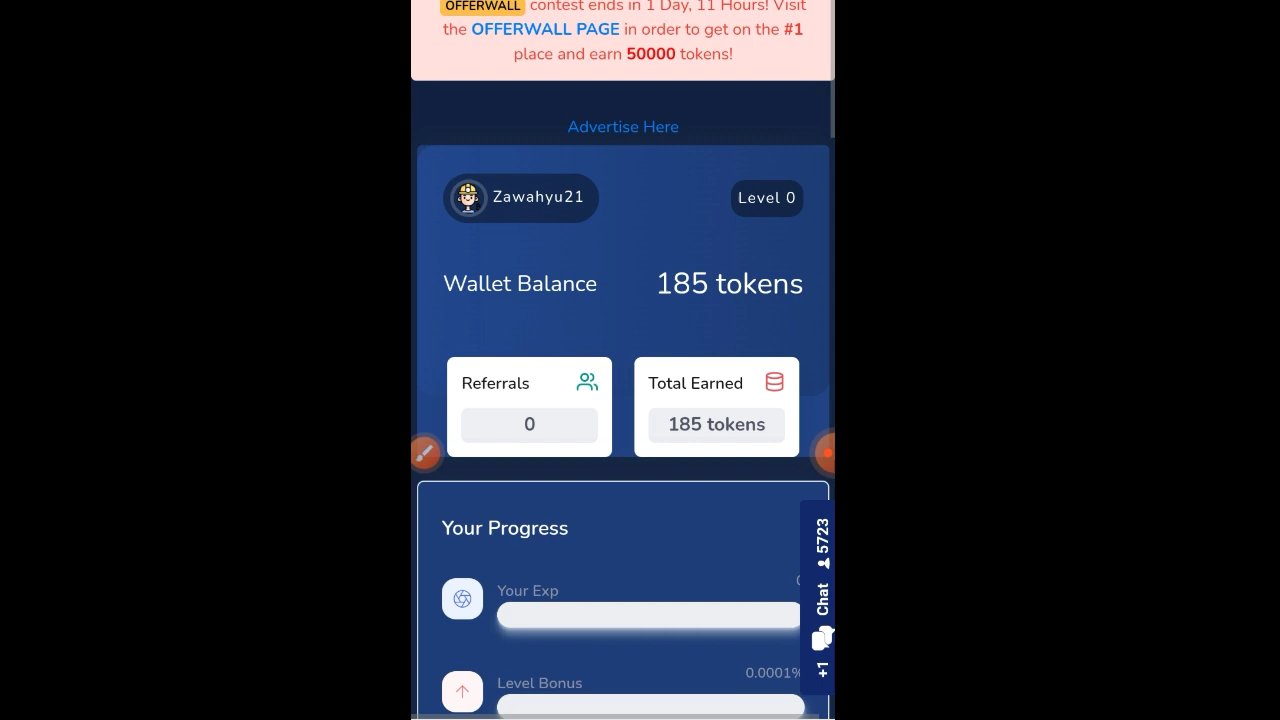 OFFERWALL contest ends in 1 Day, 11 Hours! Visit
the OFFERWALL PAGE in order to get on the #1
place and earn 50000 tokens!
Advertise Here
Zawahyu21
Level 0
Wallet Balance
185 tokens
Referrals
0
Total Earned
185 tokens
Your Progress
Your Exp
Level Bonus
0.0001%
+1 Chat 5723